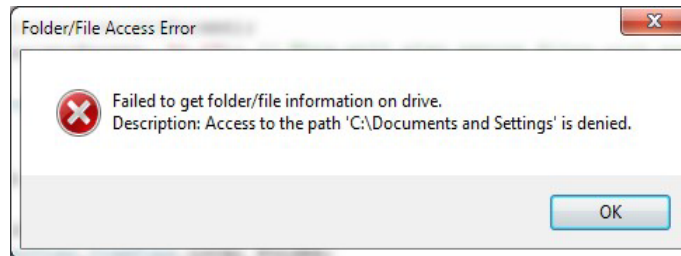 Folder/File Access Error
Failed to get folder/file information on drive.
Description: Access to the path 'C:\Documents and Settings' is denied.
OK